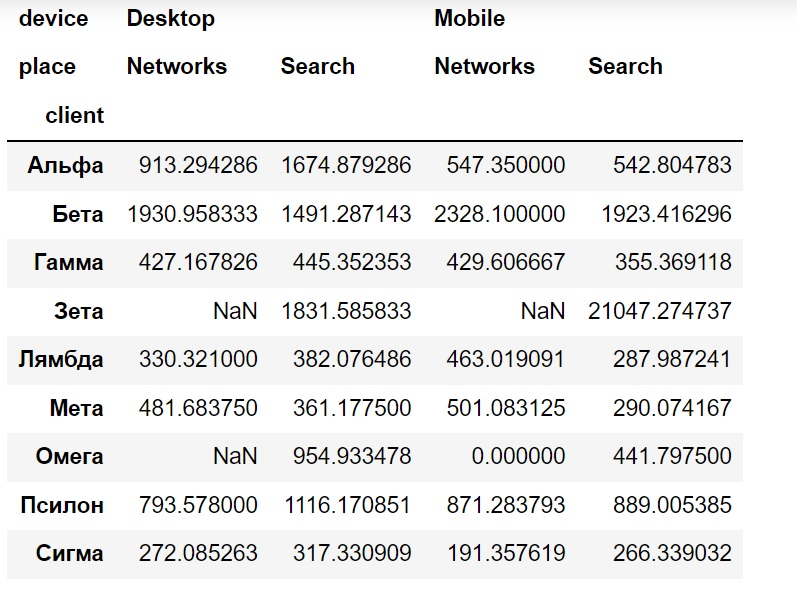 device Desktop Mobile
place Networks Search Networks Search
client
Альфа 913.294286 1674.879286 547.350000 542.804783
Бета 1930.958333 1491.287143 2328.100000 1923.416296
Гамма 427.167826 445.352353 429.606667 355.369118
Зета NaN 1831.585833 NaN 21047.274737
Лямбда 330.321000 382.076486 463.019091 287.987241
Мета 481.683750 361.177500 501.083125 290.074167
Омега NaN 954.933478 0.000000 441.797500
Псилон 793.578000 1116.170851 871.283793 889.005385
Сигма 272.085263 317.330909 191.357619 266.339032